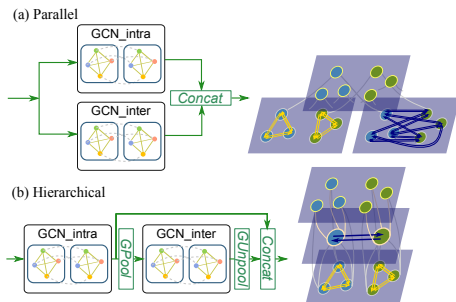 (a) Parallel
GCN_intra
GCN_inter
Concat
(b) Hierarchical
GCN_intra
GPool
GCN_inter
GUnpool
Concat